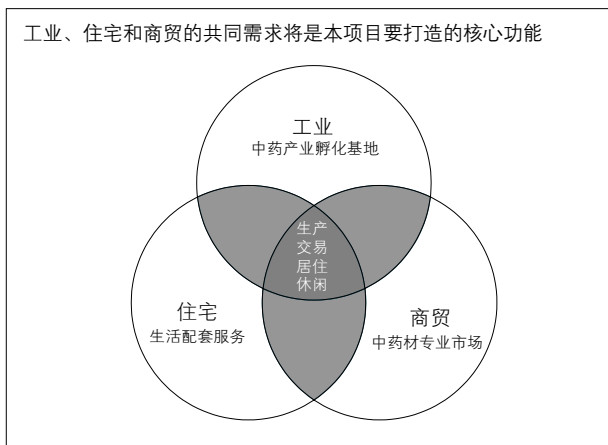 工业、住宅和商贸的共同需求将是本项目要打造的核心功能
工业
中药产业孵化基地
生产
交易
居住
休闲
住宅
生活配套服务
商贸
中药材专业市场